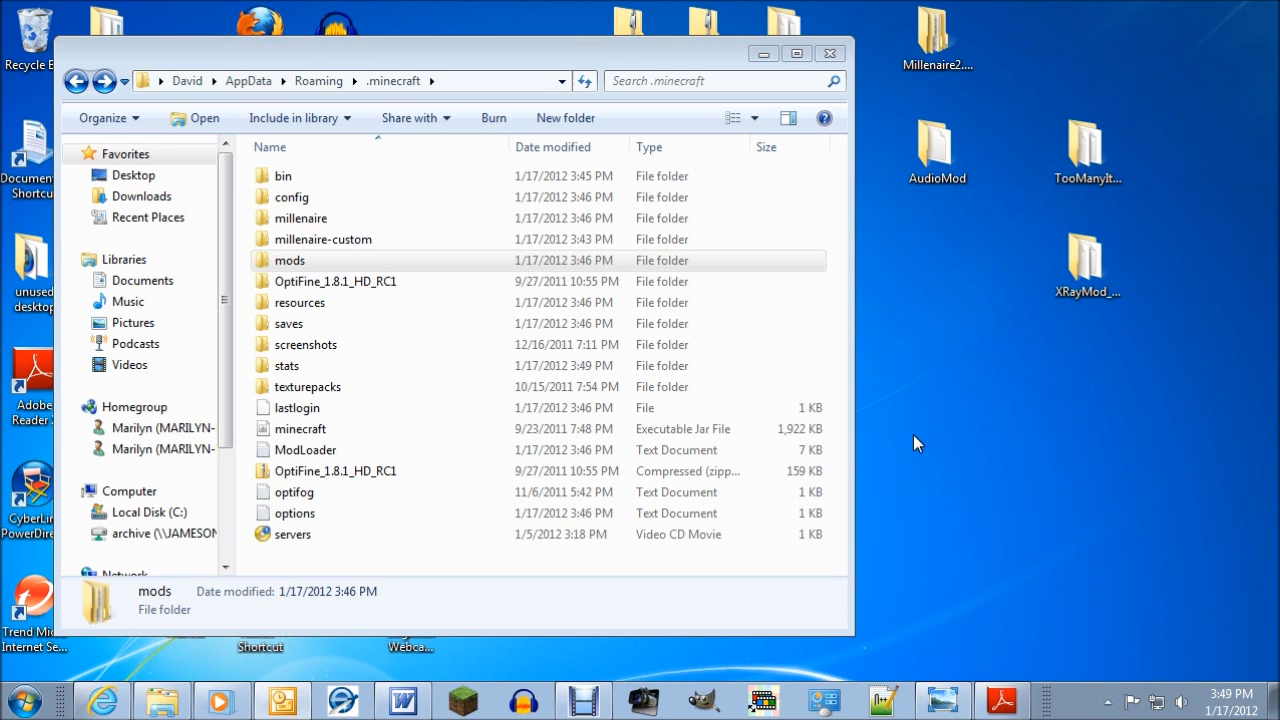 Recycle B
Millenaire2....
David AppData Roaming .minecraft
Search .minecraft
Organize Open Include in library Share with Burn New folder
Name Date modified Type Size
Favorites
Desktop
Downloads
Recent Places
Libraries
Documents
Music
Pictures
Podcasts
Videos
Homegroup
Marilyn (MARILYN-
Marilyn (MARILYN-
Computer
Local Disk (C:)
archive (\\JAMESON
Network
bin 1/17/2012 3:45 PM File folder
config 1/17/2012 3:46 PM File folder
millenaire 1/17/2012 3:46 PM File folder
millenaire-custom 1/17/2012 3:43 PM File folder
mods 1/17/2012 3:46 PM File folder
OptiFine_1.8.1_HD_RC1 9/27/2011 10:55 PM File folder
resources 1/17/2012 3:46 PM File folder
saves 1/17/2012 3:46 PM File folder
screenshots 12/16/2011 7:11 PM File folder
stats 1/17/2012 3:49 PM File folder
texturepacks 10/15/2011 7:54 PM File folder
lastlogin 1/17/2012 3:46 PM File 1 KB
minecraft 9/23/2011 7:48 PM Executable Jar File 1,922 KB
ModLoader 1/17/2012 3:46 PM Text Document 7 KB
OptiFine_1.8.1_HD_RC1 9/27/2011 10:55 PM Compressed (zipp... 159 KB
optifog 11/6/2011 5:42 PM Text Document 1 KB
options 1/17/2012 3:46 PM Text Document 1 KB
servers 1/5/2012 3:18 PM Video CD Movie 1 KB
mods Date modified: 1/17/2012 3:46 PM
File folder
Documen
Shortcu
unused
desktop
Adobe
Reader
CyberLin
PowerDire
Trend Mic
Internet Se...
Shortcut
Webca...
AudioMod
TooManyIt...
XRayMod_...
3:49 PM
1/17/2012